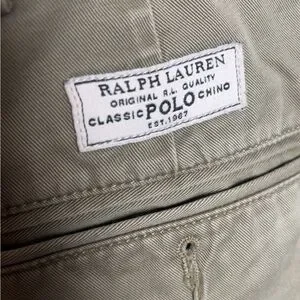 RALPH LAUREN
ORIGINAL R.L. QUALITY
CLASSIC POLO CHINO
EST. 1967